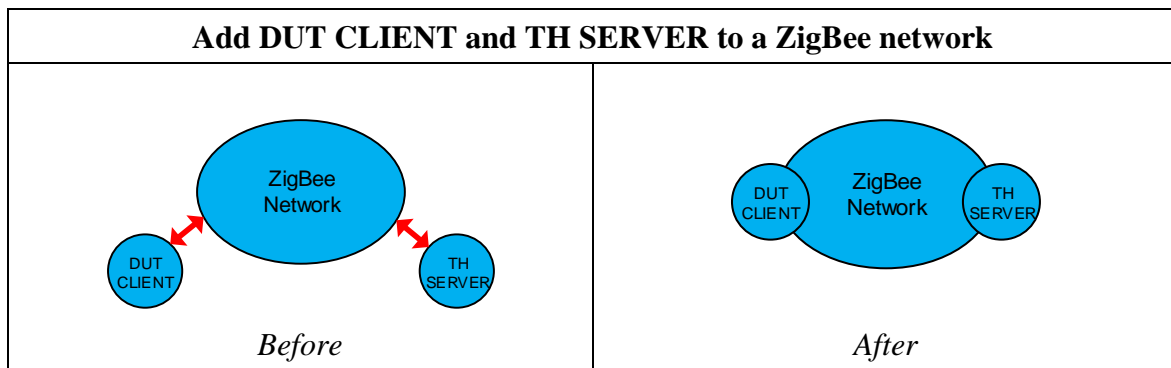 Add DUT CLIENT and TH SERVER to a ZigBee network
ZigBee
Network
DUT
CLIENT
TH
SERVER
Before
DUT
CLIENT
ZigBee
Network
TH
SERVER
After